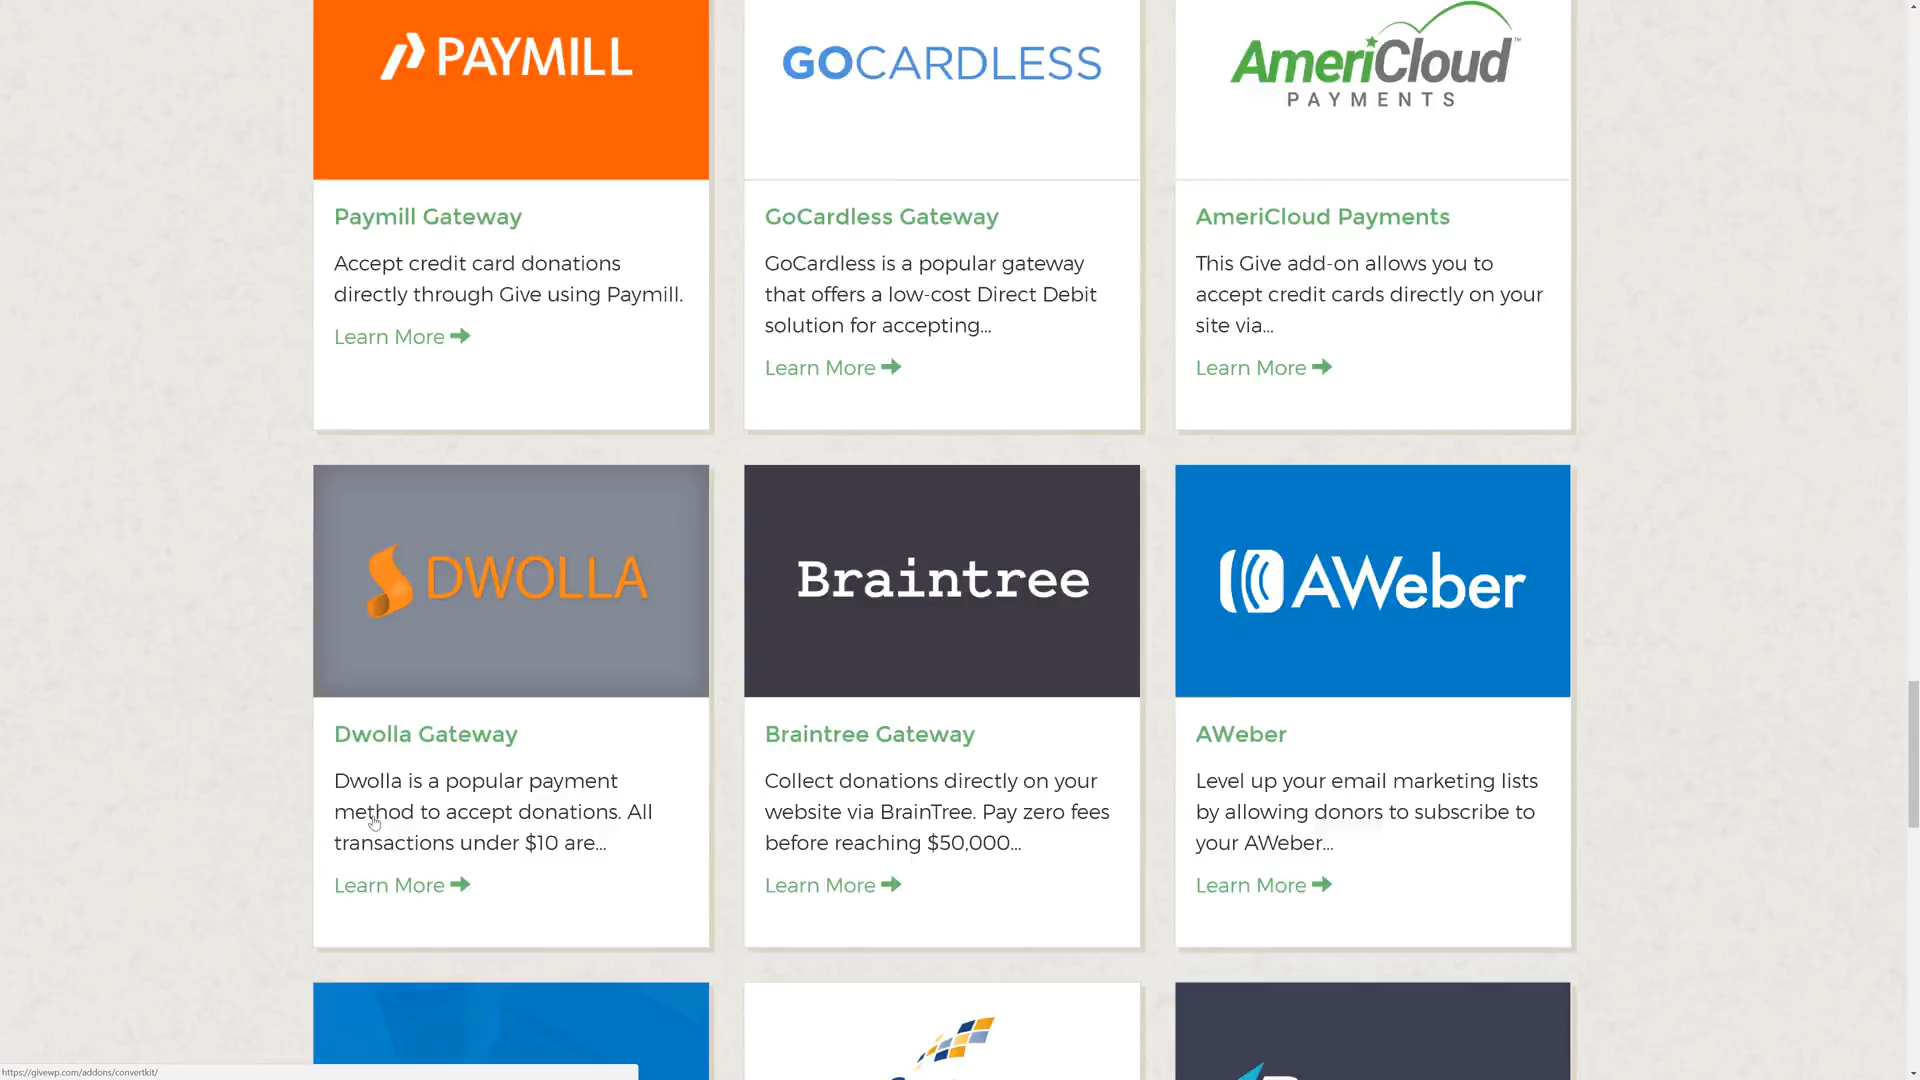 PAYMILL
GOCARDLESS
AmeriCloud™
PAYMENTS
Paymill Gateway
Accept credit card donations
directly through Give using Paymill.
Learn More
GoCardless Gateway
GoCardless is a popular gateway
that offers a low-cost Direct Debit
solution for accepting...
Learn More
AmeriCloud Payments
This Give add-on allows you to
accept credit cards directly on your
site via...
Learn More
DWOLLA
Braintree
AWeber
Dwolla Gateway
Dwolla is a popular payment
method to accept donations. All
transactions under $10 are...
Learn More
Braintree Gateway
Collect donations directly on your
website via BrainTree. Pay zero fees
before reaching $50,000...
Learn More
AWeber
Level up your email marketing lists
by allowing donors to subscribe to
your AWeber...
Learn More
https://givewp.com/addons/convertkit/